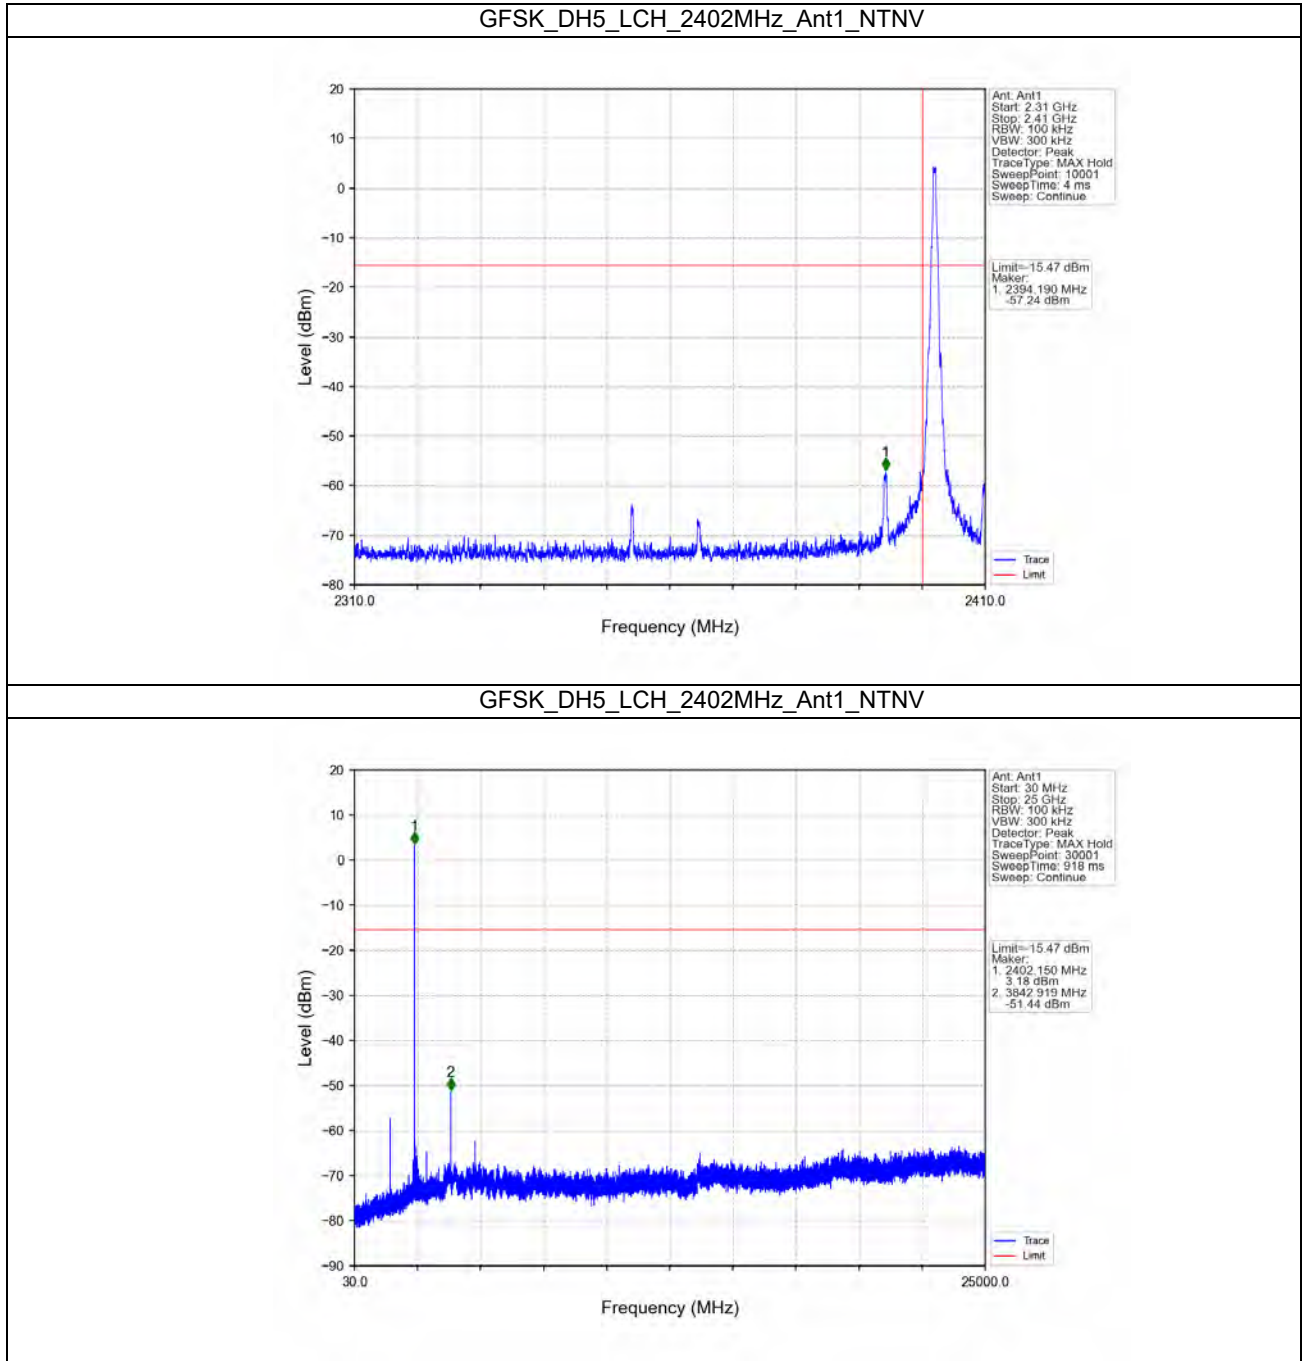 GFSK_DH5_LCH_2402MHz_Ant1_NTNV
20
10
0
−10
−20
−30
−40
−50
−60
−70
−80
Level (dBm)
2310.0
2410.0
Frequency (MHz)
1
Ant: Ant1
Start: 2.31 GHz
Stop: 2.41 GHz
RBW: 100 kHz
VBW: 300 kHz
Detector: Peak
TraceType: MAX Hold
SweepPoint: 10001
SweepTime: 4 ms
Sweep: Continue
Limit=-15.47 dBm
Maker:
1. 2394.190 MHz
-57.24 dBm
Trace
Limit
GFSK_DH5_LCH_2402MHz_Ant1_NTNV
20
10
0
−10
−20
−30
−40
−50
−60
−70
−80
−90
Level (dBm)
30.0
25000.0
Frequency (MHz)
1
2
Ant: Ant1
Start: 30 MHz
Stop: 25 GHz
RBW: 100 kHz
VBW: 300 kHz
Detector: Peak
TraceType: MAX Hold
SweepPoint: 30001
SweepTime: 918 ms
Sweep: Continue
Limit=-15.47 dBm
Maker:
1. 2402.150 MHz
3.18 dBm
2. 3842.919 MHz
-51.44 dBm
Trace
Limit